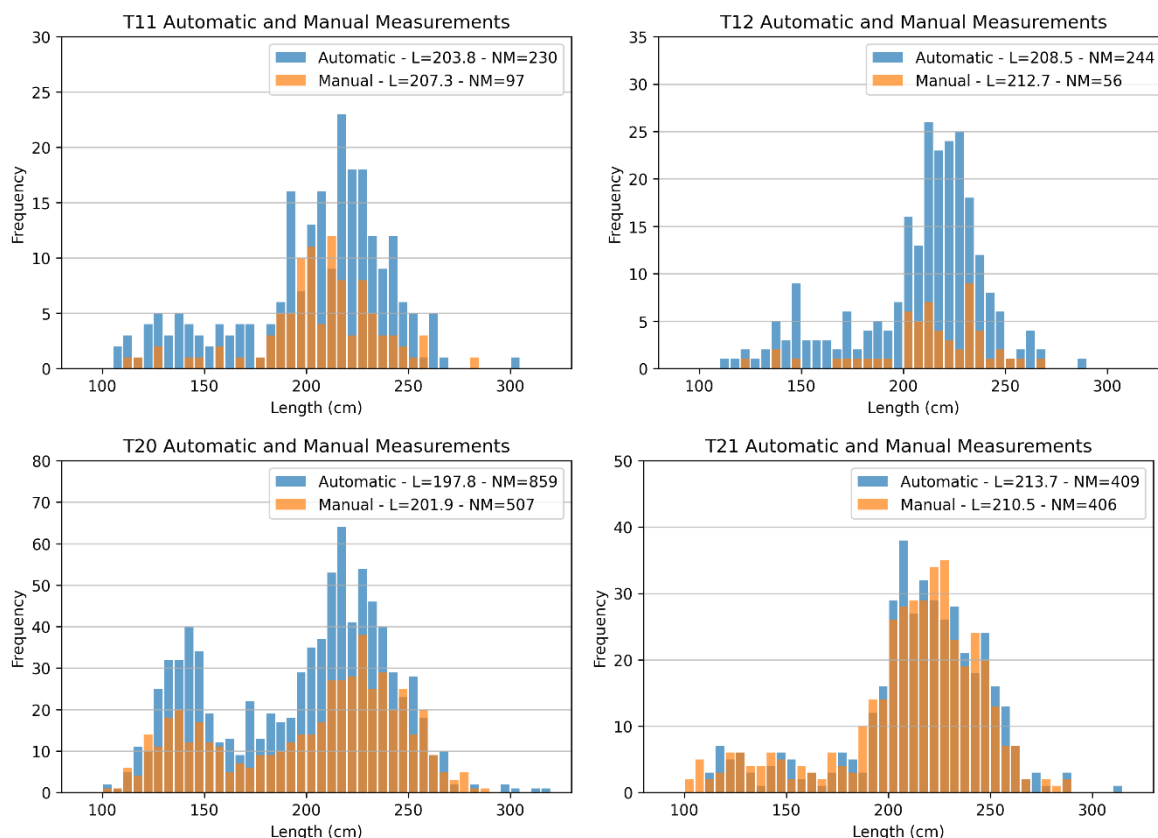 T11 Automatic and Manual Measurements
30
25
20
15
10
5
0
Frequency
Automatic - L=203.8 - NM=230
Manual - L=207.3 - NM=97
100 150 200 250 300
Length (cm)
T12 Automatic and Manual Measurements
35
30
25
20
15
10
5
0
Frequency
Automatic - L=208.5 - NM=244
Manual - L=212.7 - NM=56
100 150 200 250 300
Length (cm)
T20 Automatic and Manual Measurements
80
70
60
50
40
30
20
10
0
Frequency
Automatic - L=197.8 - NM=859
Manual - L=201.9 - NM=507
100 150 200 250 300
Length (cm)
T21 Automatic and Manual Measurements
50
40
30
20
10
0
Frequency
Automatic - L=213.7 - NM=409
Manual - L=210.5 - NM=406
100 150 200 250 300
Length (cm)